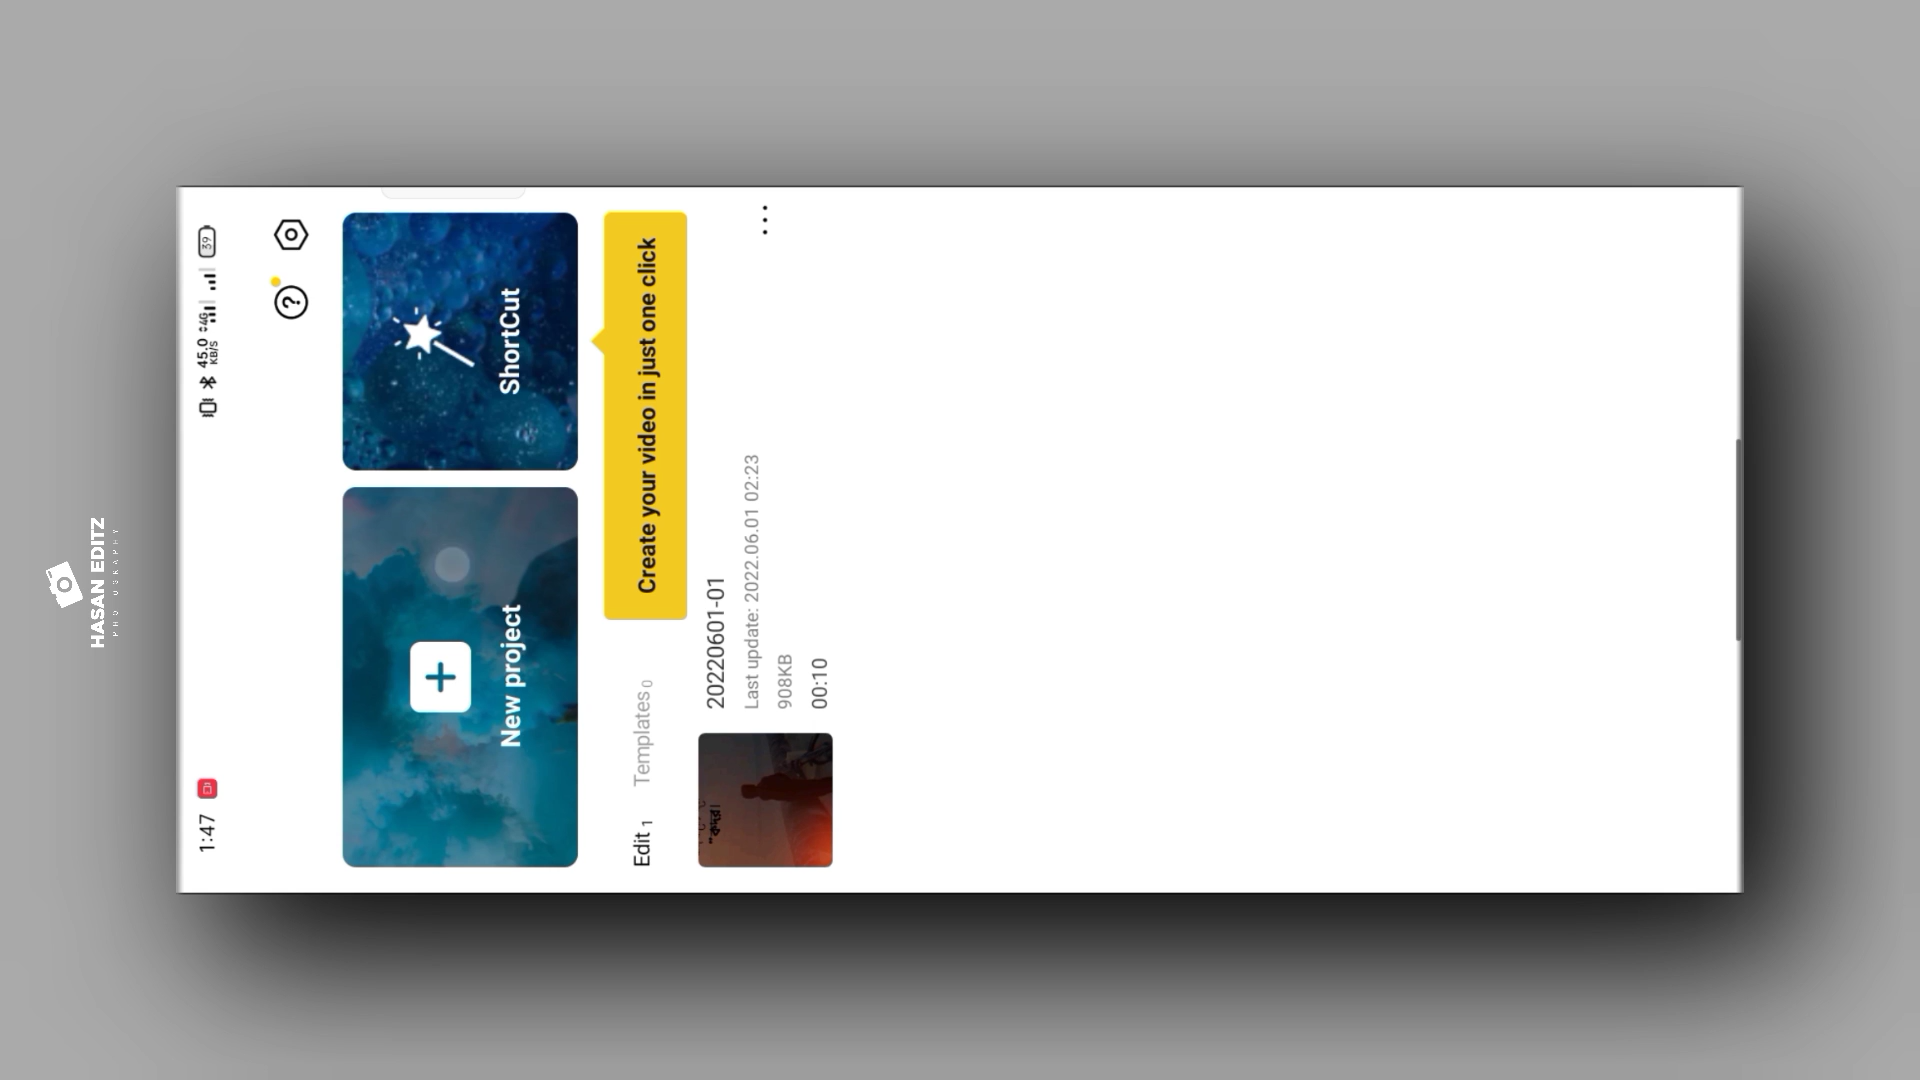 1:47
45.0
KB/S
4G
39
New project
ShortCut
Create your video in just one click
Edit 1
Templates 0
20220601-01
Last update: 2022.06.01 02:23
908KB
00:10
HASAN EDITZ
PHOTOGRAPHY